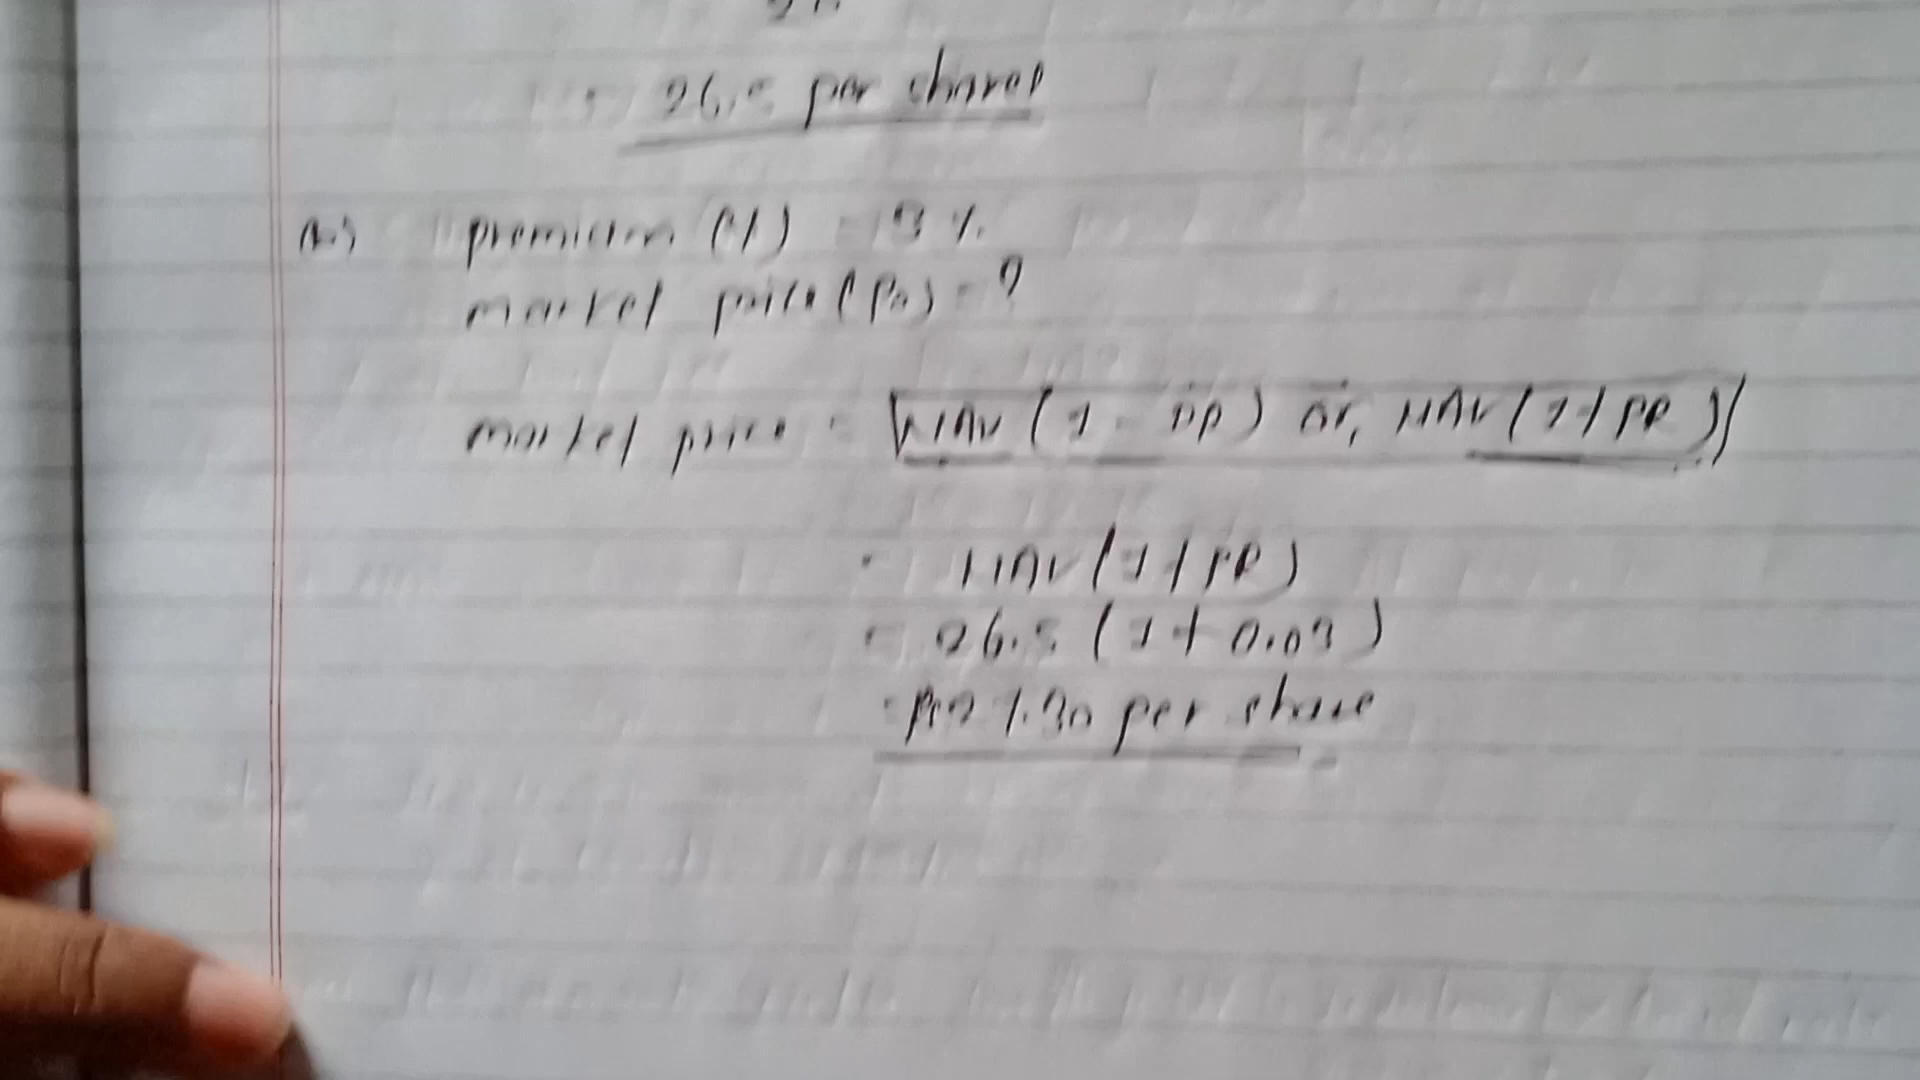 26.5 per shares
(b) premium (%) = 3%
market price (P0) = ?
market price = NAV (1 - DP) or, NAV (1 + PR)
= NAV (1 + PR)
= 26.5 (1 + 0.03)
= Rs 27.30 per share